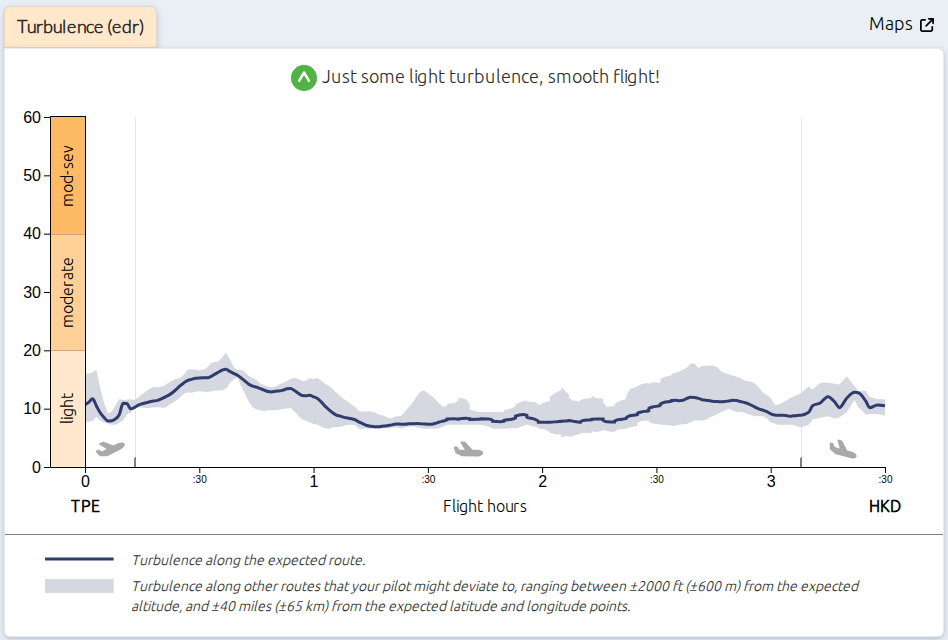 Turbulence (edr)
Maps
Just some light turbulence, smooth flight!
60
50
40
30
20
10
0
mod-sev
moderate
light
0 :30 1 :30 2 :30 3 :30
TPE Flight hours HKD
Turbulence along the expected route.
Turbulence along other routes that your pilot might deviate to, ranging between ±2000 ft (±600 m) from the expected
altitude, and ±40 miles (±65 km) from the expected latitude and longitude points.